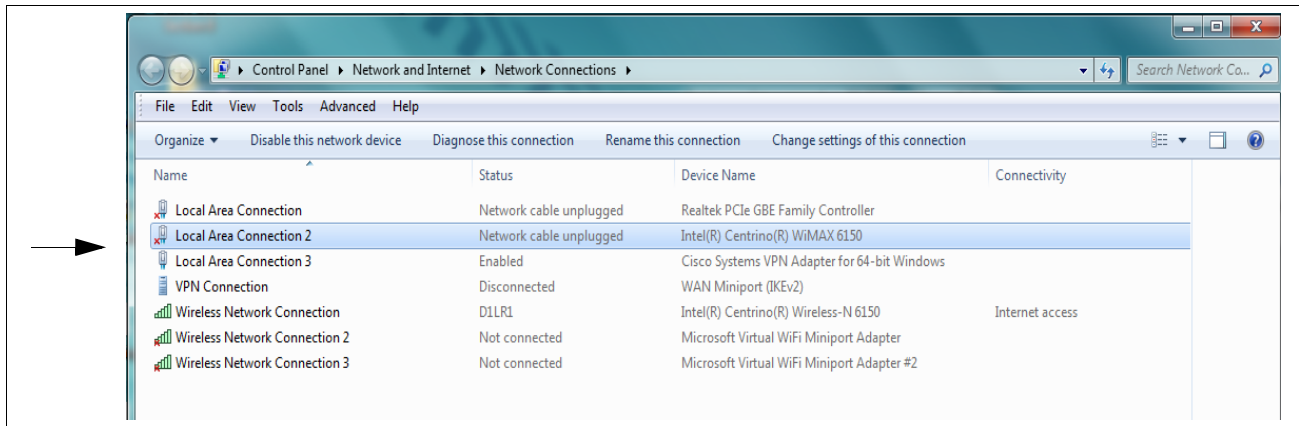 Control Panel Network and Internet Network Connections Search Network Co...
File Edit View Tools Advanced Help
Organize Disable this network device Diagnose this connection Rename this connection Change settings of this connection
Name Status Device Name Connectivity
Local Area Connection Network cable unplugged Realtek PCIe GBE Family Controller
Local Area Connection 2 Network cable unplugged Intel(R) Centrino(R) WiMAX 6150
Local Area Connection 3 Enabled Cisco Systems VPN Adapter for 64-bit Windows
VPN Connection Disconnected WAN Miniport (IKEv2)
Wireless Network Connection D1LR1 Intel(R) Centrino(R) Wireless-N 6150 Internet access
Wireless Network Connection 2 Not connected Microsoft Virtual WiFi Miniport Adapter
Wireless Network Connection 3 Not connected Microsoft Virtual WiFi Miniport Adapter #2